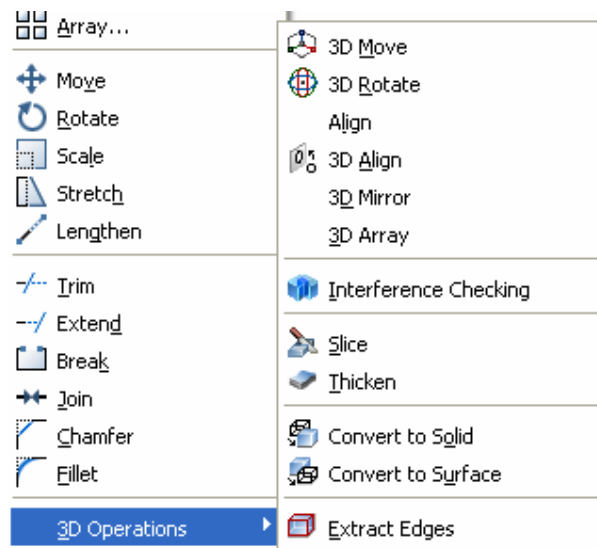 Array...
Move
Rotate
Scale
Stretch
Lengthen
Trim
Extend
Break
Join
Chamfer
Fillet
3D Operations
3D Move
3D Rotate
Align
3D Align
3D Mirror
3D Array
Interference Checking
Slice
Thicken
Convert to Solid
Convert to Surface
Extract Edges